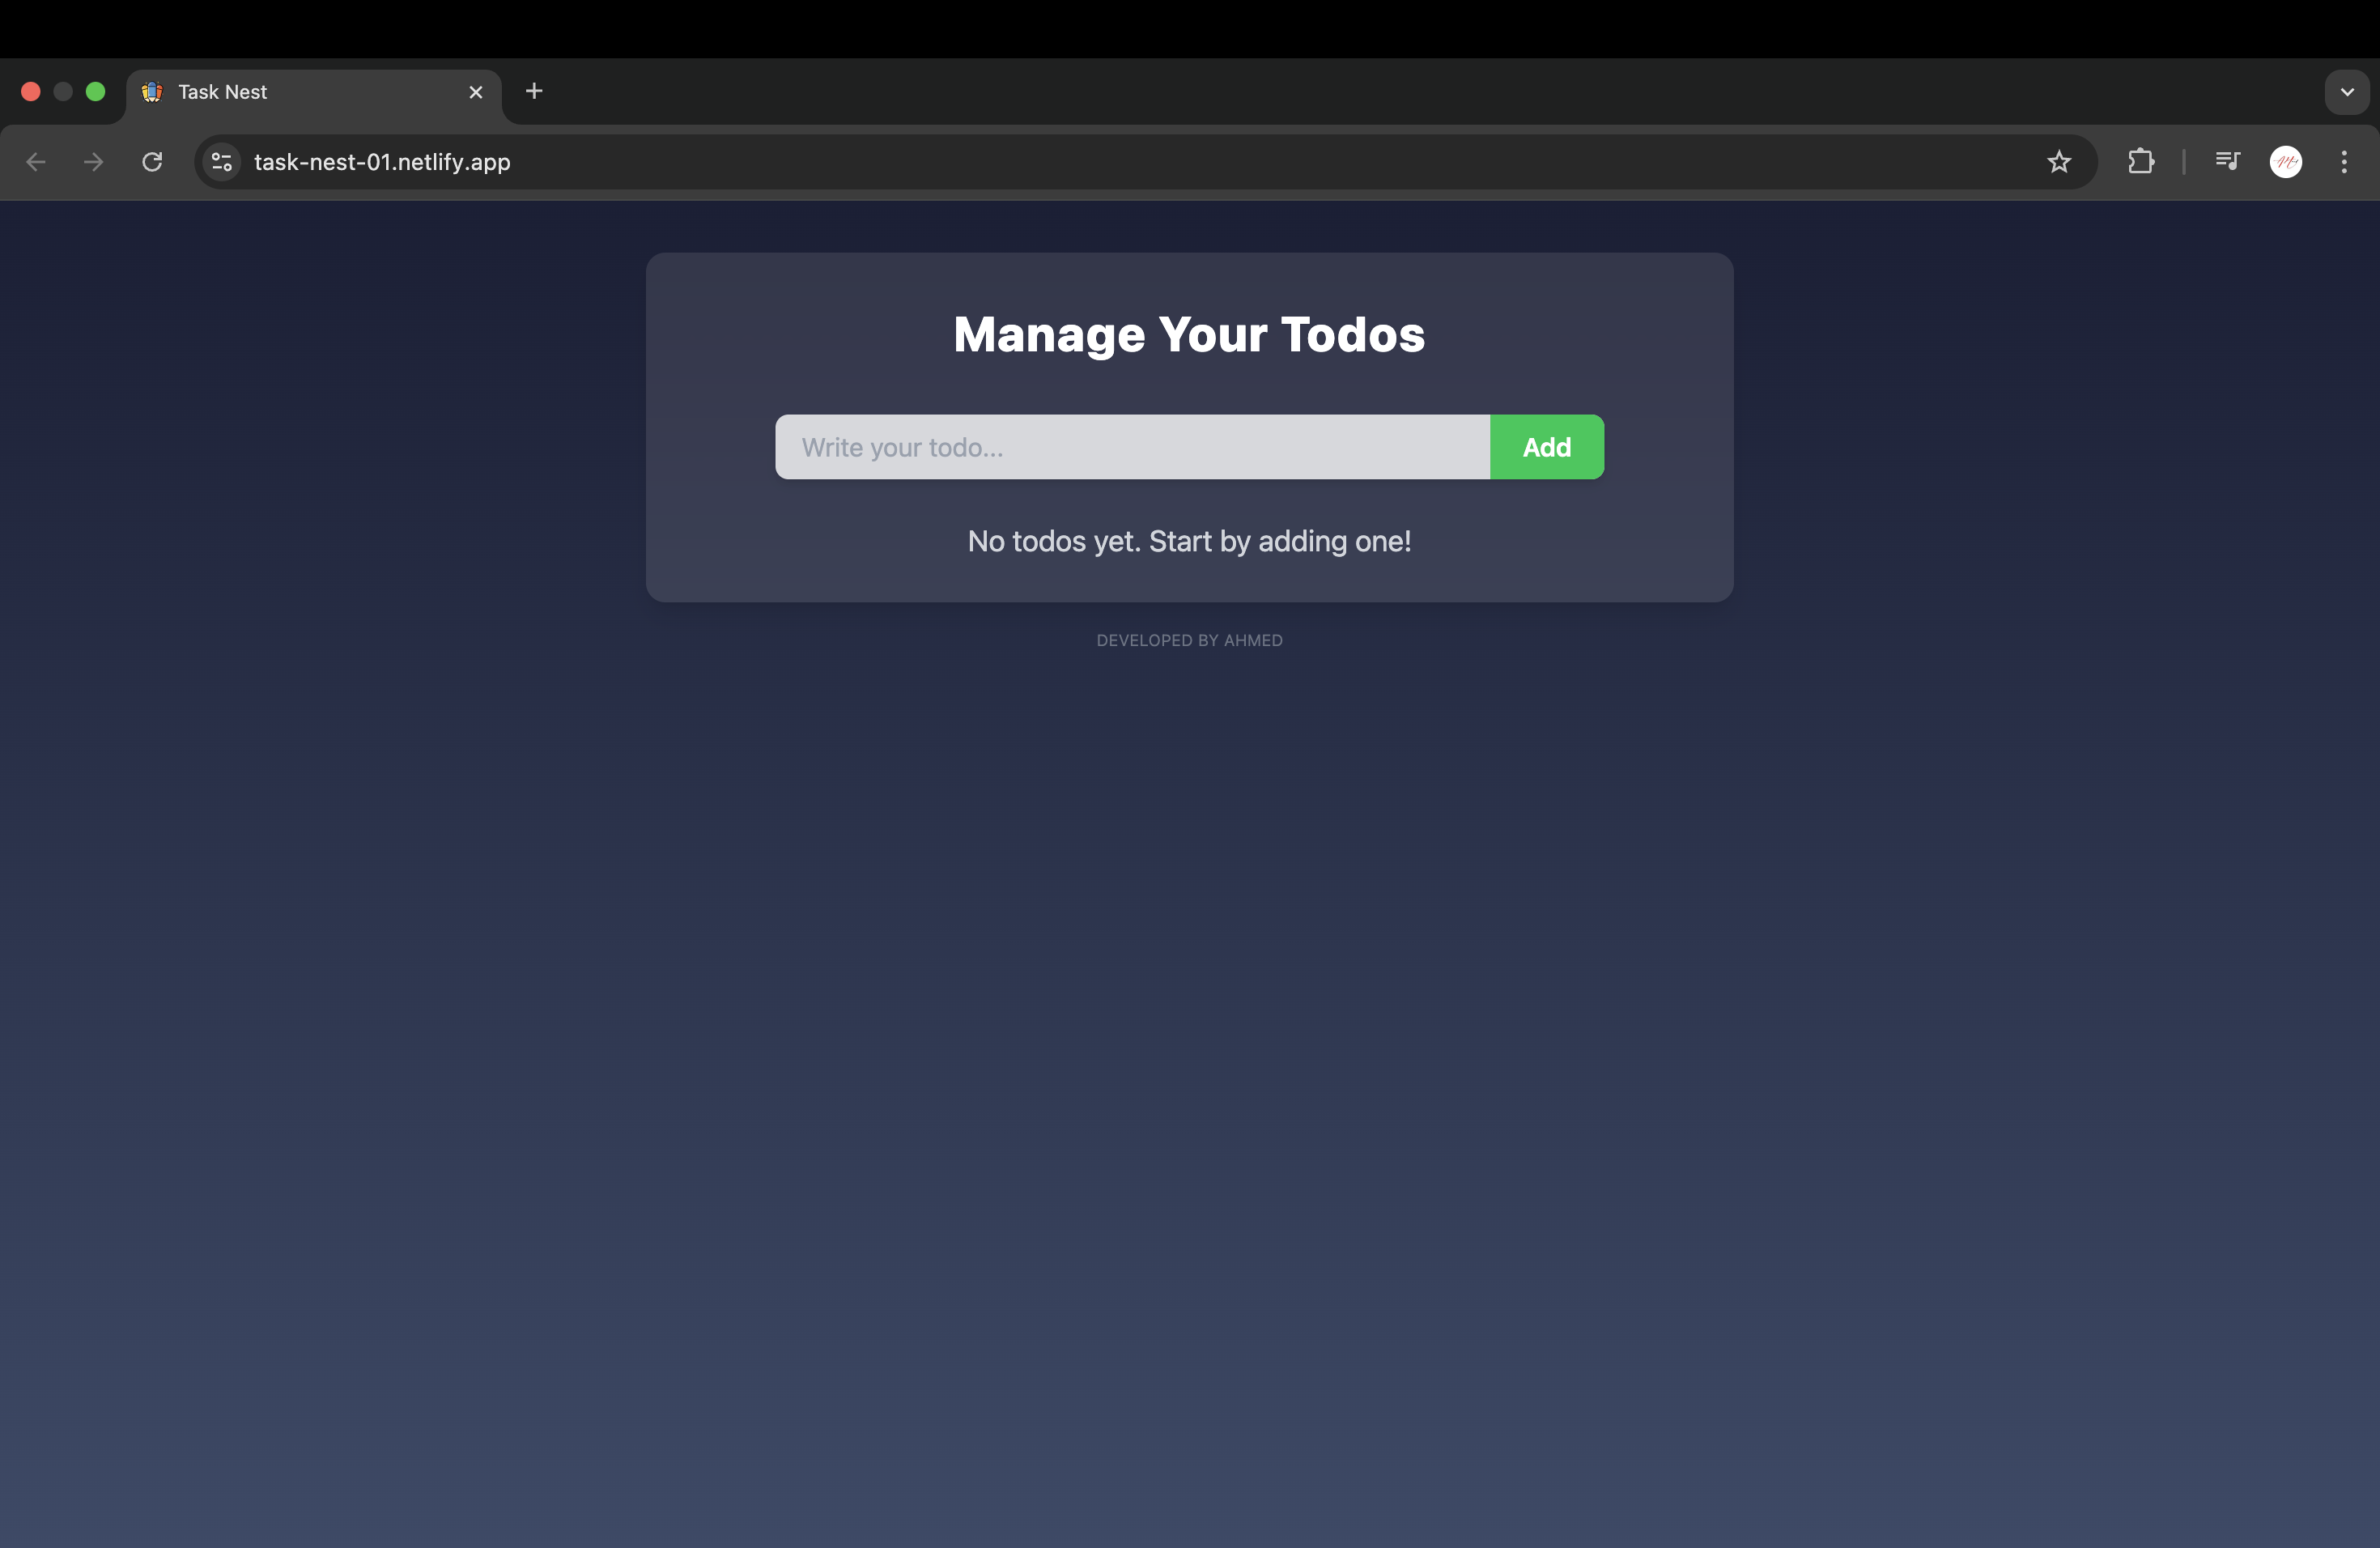 Task Nest
task-nest-01.netlify.app
Manage Your Todos
Write your todo...
Add
No todos yet. Start by adding one!
DEVELOPED BY AHMED